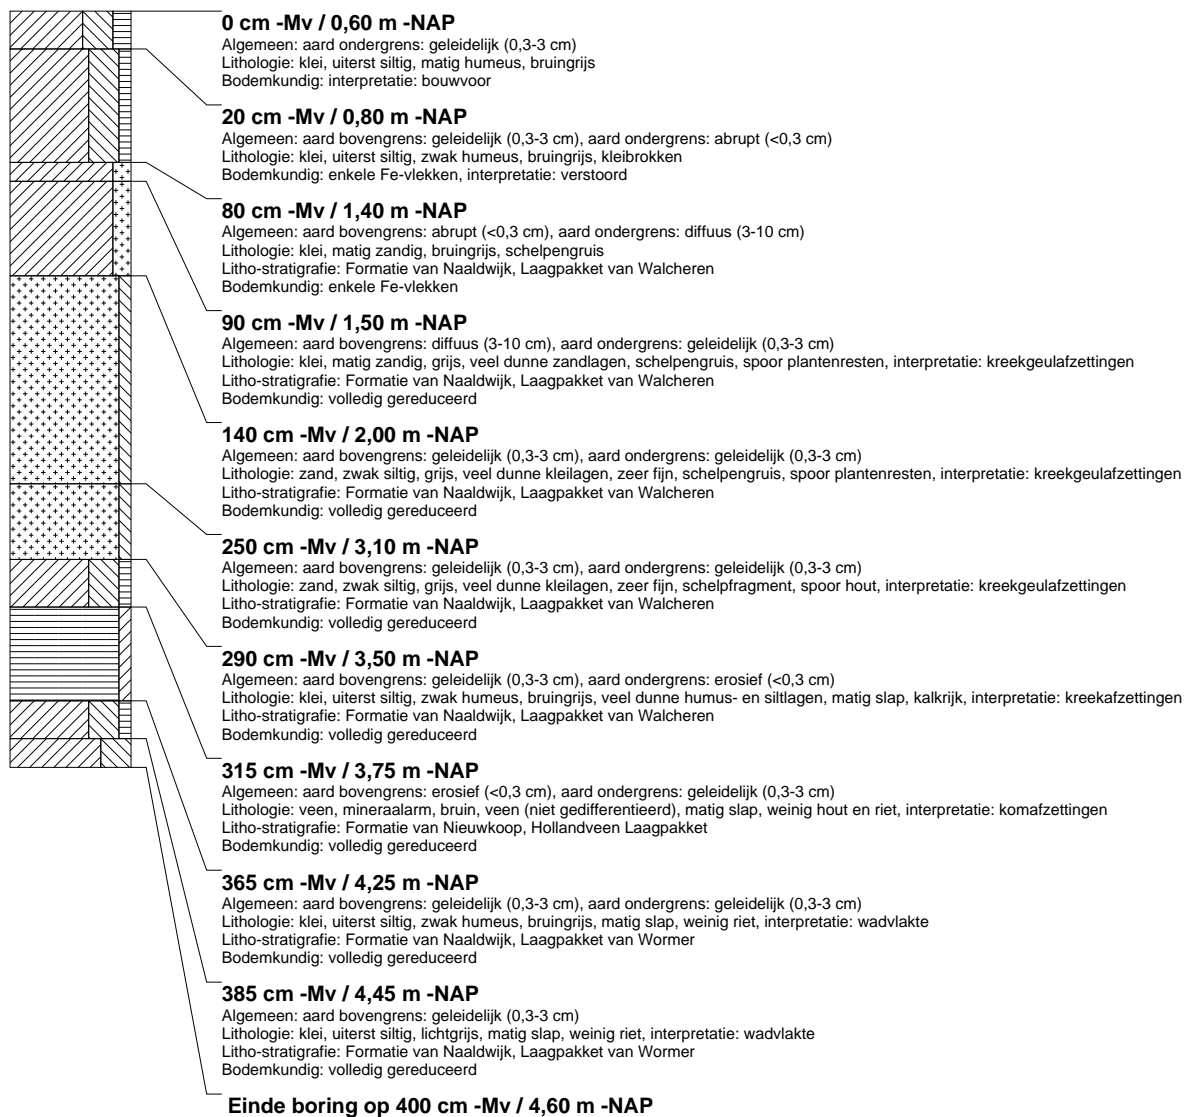 0 cm -Mv / 0,60 m -NAP
Algemeen: aard ondergrens: geleidelijk (0,3-3 cm)
Lithologie: klei, uiterst siltig, matig humeus, bruingrijs
Bodemkundig: interpretatie: bouwvoor
20 cm -Mv / 0,80 m -NAP
Algemeen: aard bovengrens: geleidelijk (0,3-3 cm), aard ondergrens: abrupt (<0,3 cm)
Lithologie: klei, uiterst siltig, zwak humeus, bruingrijs, kleibrokken
Bodemkundig: enkele Fe-vlekken, interpretatie: verstoord
80 cm -Mv / 1,40 m -NAP
Algemeen: aard bovengrens: abrupt (<0,3 cm), aard ondergrens: diffuus (3-10 cm)
Lithologie: klei, matig zandig, bruingrijs, schelpengruis
Litho-stratigrafie: Formatie van Naaldwijk, Laagpakket van Walcheren
Bodemkundig: enkele Fe-vlekken
90 cm -Mv / 1,50 m -NAP
Algemeen: aard bovengrens: diffuus (3-10 cm), aard ondergrens: geleidelijk (0,3-3 cm)
Lithologie: klei, matig zandig, grijs, veel dunne zandlagen, schelpengruis, spoor plantenresten, interpretatie: kreekgeulafzettingen
Litho-stratigrafie: Formatie van Naaldwijk, Laagpakket van Walcheren
Bodemkundig: volledig gereduceerd
140 cm -Mv / 2,00 m -NAP
Algemeen: aard bovengrens: geleidelijk (0,3-3 cm), aard ondergrens: geleidelijk (0,3-3 cm)
Lithologie: zand, zwak siltig, grijs, veel dunne kleilagen, zeer fijn, schelpengruis, spoor plantenresten, interpretatie: kreekgeulafzettingen
Litho-stratigrafie: Formatie van Naaldwijk, Laagpakket van Walcheren
Bodemkundig: volledig gereduceerd
250 cm -Mv / 3,10 m -NAP
Algemeen: aard bovengrens: geleidelijk (0,3-3 cm), aard ondergrens: geleidelijk (0,3-3 cm)
Lithologie: zand, zwak siltig, grijs, veel dunne kleilagen, zeer fijn, schelpfragment, spoor hout, interpretatie: kreekgeulafzettingen
Litho-stratigrafie: Formatie van Naaldwijk, Laagpakket van Walcheren
Bodemkundig: volledig gereduceerd
290 cm -Mv / 3,50 m -NAP
Algemeen: aard bovengrens: geleidelijk (0,3-3 cm), aard ondergrens: erosief (<0,3 cm)
Lithologie: klei, uiterst siltig, zwak humeus, bruingrijs, veel dunne humus- en siltlagen, matig slap, kalkrijk, interpretatie: kreekafzettingen
Litho-stratigrafie: Formatie van Naaldwijk, Laagpakket van Walcheren
Bodemkundig: volledig gereduceerd
315 cm -Mv / 3,75 m -NAP
Algemeen: aard bovengrens: erosief (<0,3 cm), aard ondergrens: geleidelijk (0,3-3 cm)
Lithologie: veen, mineraalarm, bruin, veen (niet gedifferentieerd), matig slap, weinig hout en riet, interpretatie: komafzettingen
Litho-stratigrafie: Formatie van Nieuwkoop, Hollandveen Laagpakket
Bodemkundig: volledig gereduceerd
365 cm -Mv / 4,25 m -NAP
Algemeen: aard bovengrens: geleidelijk (0,3-3 cm), aard ondergrens: geleidelijk (0,3-3 cm)
Lithologie: klei, uiterst siltig, zwak humeus, bruingrijs, matig slap, weinig riet, interpretatie: wadvlakte
Litho-stratigrafie: Formatie van Naaldwijk, Laagpakket van Wormer
Bodemkundig: volledig gereduceerd
385 cm -Mv / 4,45 m -NAP
Algemeen: aard bovengrens: geleidelijk (0,3-3 cm)
Lithologie: klei, uiterst siltig, lichtgrijs, matig slap, weinig riet, interpretatie: wadvlakte
Litho-stratigrafie: Formatie van Naaldwijk, Laagpakket van Wormer
Bodemkundig: volledig gereduceerd
Einde boring op 400 cm -Mv / 4,60 m -NAP